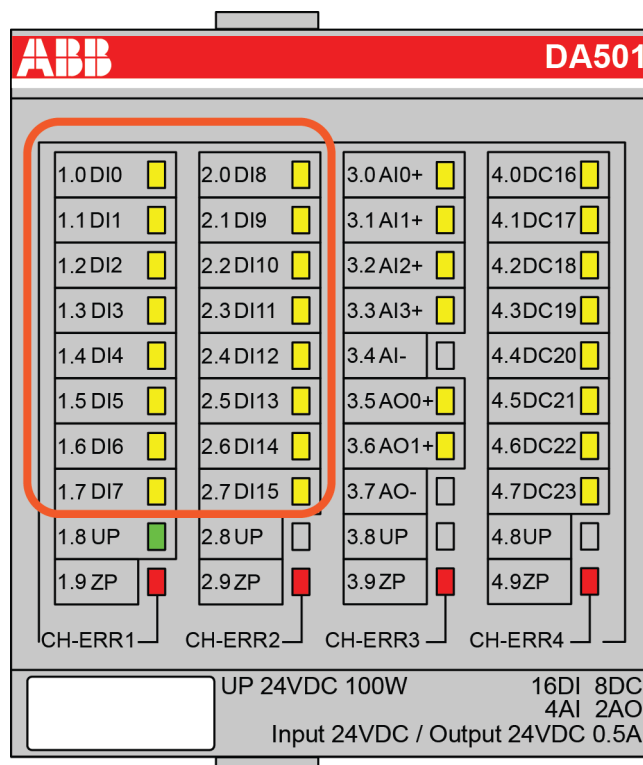 ABB DA501
1.0 DI0 2.0 DI8 3.0 AI0+ 4.0 DC16
1.1 DI1 2.1 DI9 3.1 AI1+ 4.1 DC17
1.2 DI2 2.2 DI10 3.2 AI2+ 4.2 DC18
1.3 DI3 2.3 DI11 3.3 AI3+ 4.3 DC19
1.4 DI4 2.4 DI12 3.4 AI- 4.4 DC20
1.5 DI5 2.5 DI13 3.5 AO0+ 4.5 DC21
1.6 DI6 2.6 DI14 3.6 AO1+ 4.6 DC22
1.7 DI7 2.7 DI15 3.7 AO- 4.7 DC23
1.8 UP 2.8 UP 3.8 UP 4.8 UP
1.9 ZP 2.9 ZP 3.9 ZP 4.9 ZP
CH-ERR1 CH-ERR2 CH-ERR3 CH-ERR4
UP 24VDC 100W 16DI 8DC
4AI 2AO
Input 24VDC / Output 24VDC 0.5A